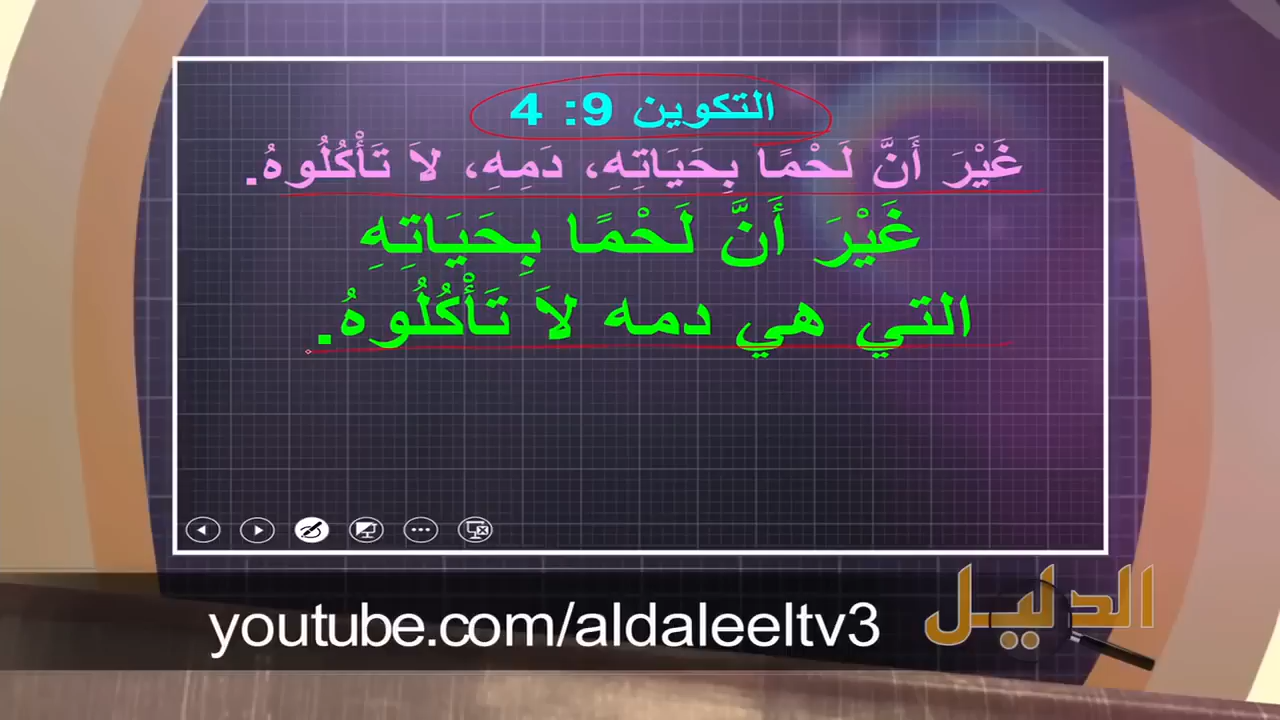 التكوين 9: 4
غَيْرَ أَنَّ لَحْمًا بِحَيَاتِهِ، دَمِهِ، لاَ تَأْكُلُوهُ.
غَيْرَ أَنَّ لَحْمًا بِحَيَاتِهِ
التي هي دمه لاَ تَأْكُلُوهُ.
youtube.com/aldaleeltv3
الدليل